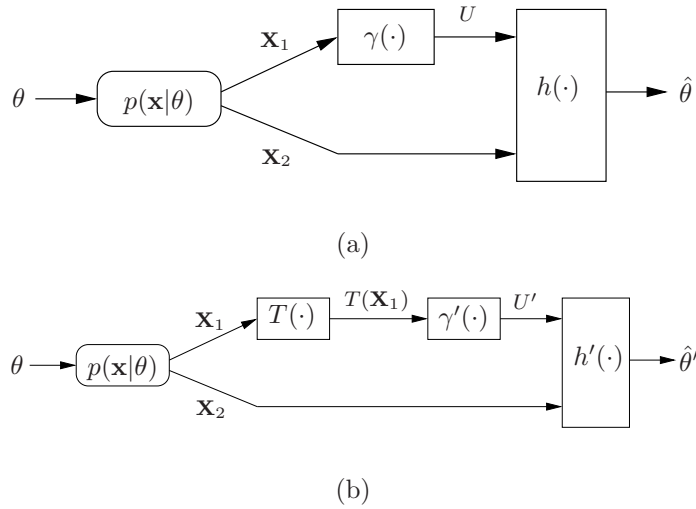 θ
p(𝐱|θ)
𝐗₁
γ(·)
U
𝐗₂
h(·)
θ̂
(a)
θ
p(𝐱|θ)
𝐗₁
T(·)
T(𝐗₁)
γ′(·)
U′
𝐗₂
h′(·)
θ̂′
(b)